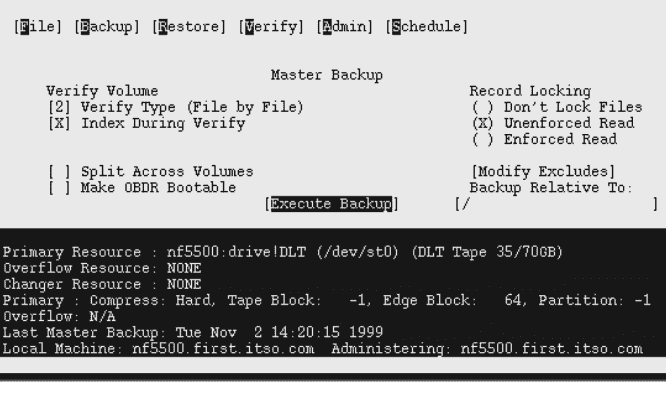 [File] [Backup] [Restore] [Verify] [Admin] [Schedule]
Master Backup
Verify Volume
[2] Verify Type (File by File)
[X] Index During Verify
[ ] Split Across Volumes
[ ] Make OBDR Bootable
Record Locking
( ) Don't Lock Files
(X) Unenforced Read
( ) Enforced Read
[Modify Excludes]
Backup Relative To:
[Execute Backup]
[/ ]
Primary Resource : nf5500:drive!DLT (/dev/st0) (DLT Tape 35/70GB)
Overflow Resource: NONE
Changer Resource : NONE
Primary : Compress: Hard, Tape Block: -1, Edge Block: 64, Partition: -1
Overflow: N/A
Last Master Backup: Tue Nov 2 14:20:15 1999
Local Machine: nf5500.first.itso.com Administering: nf5500.first.itso.com